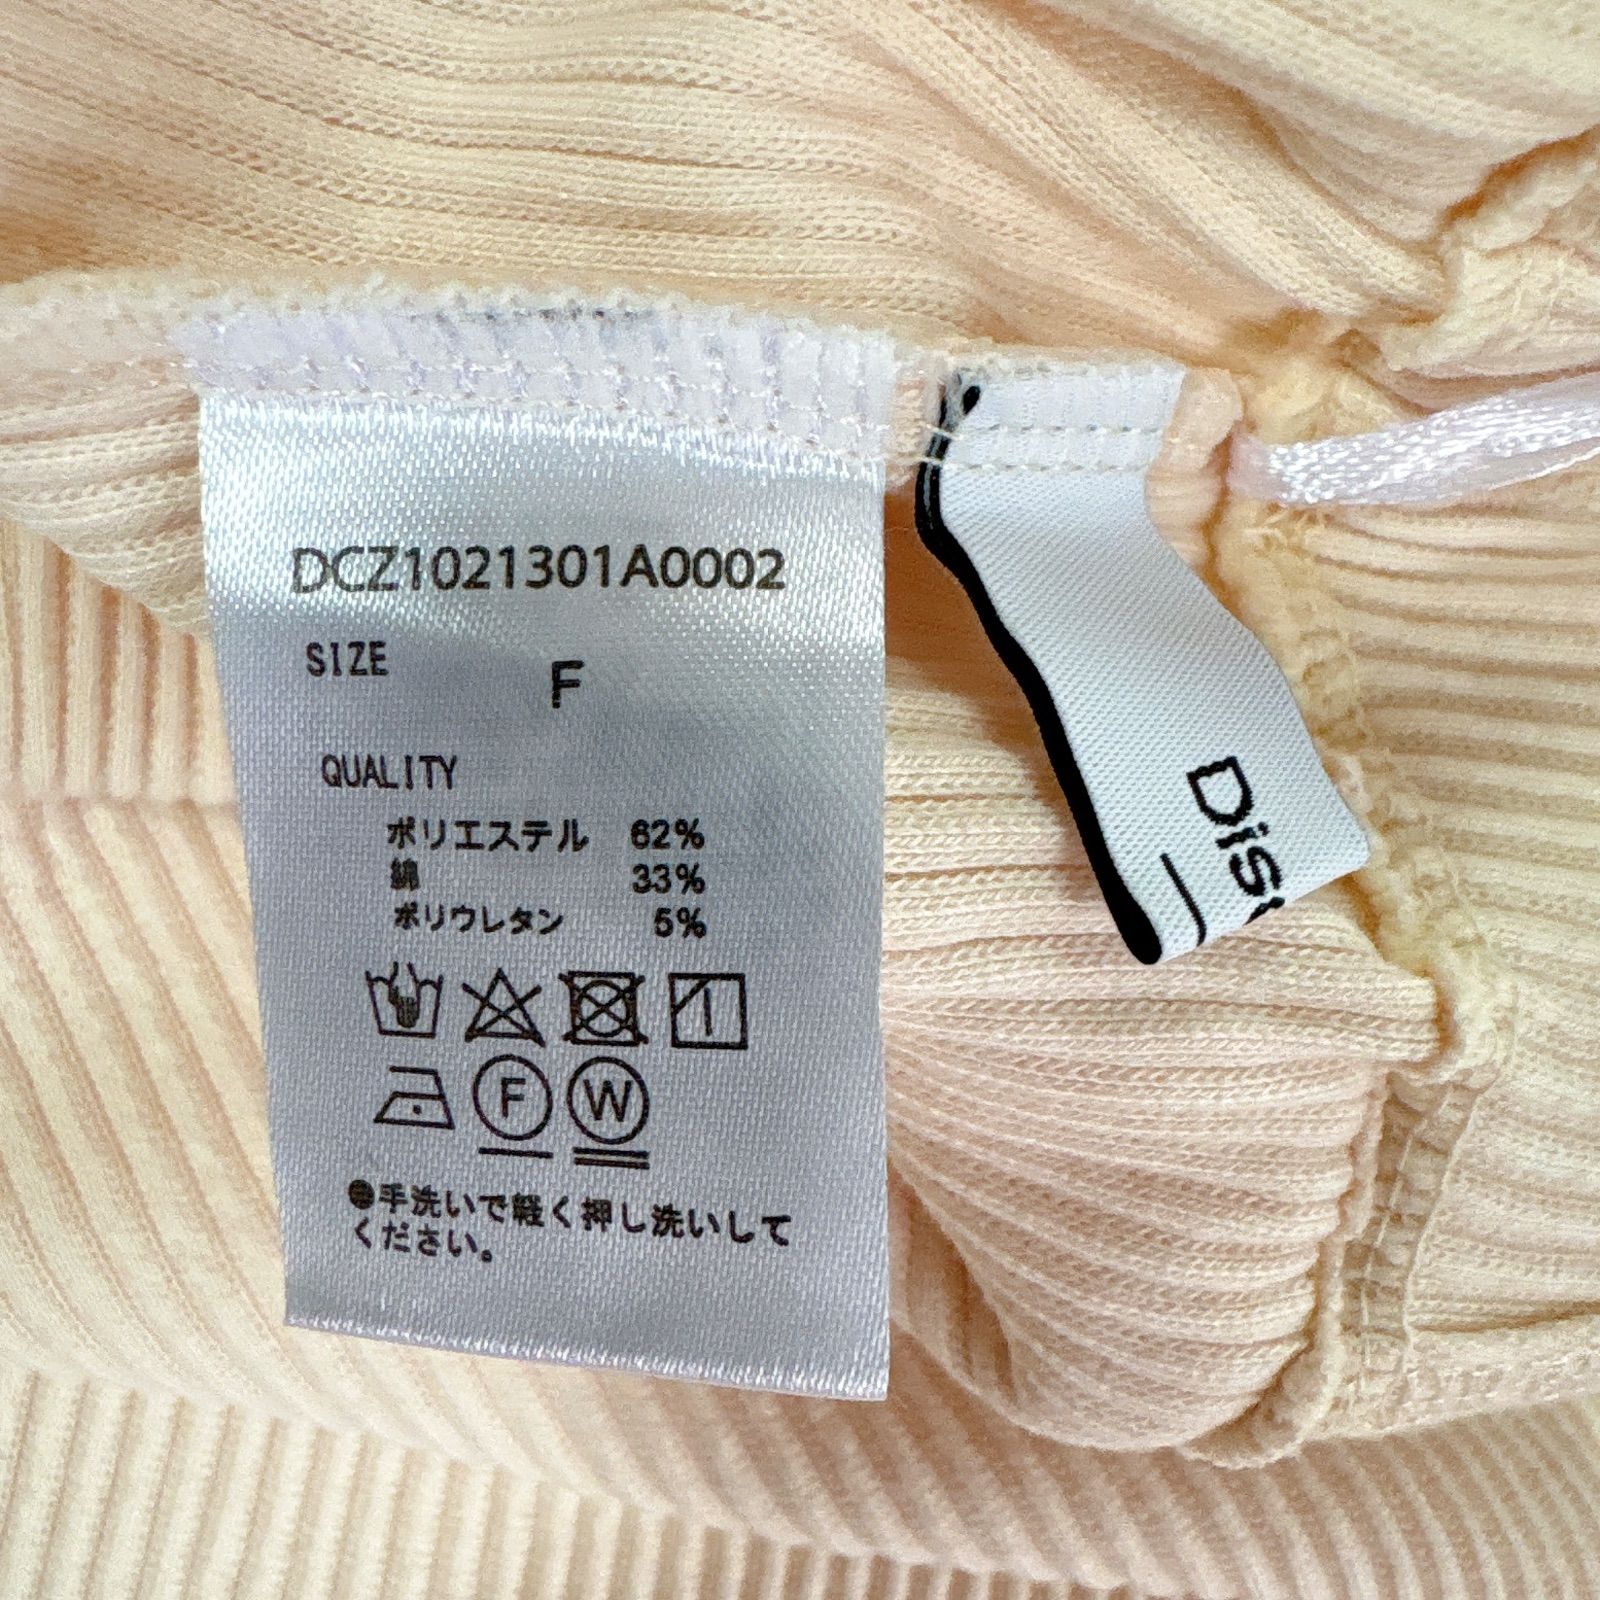 DCZ1021301A0002
SIZE
F
QUALITY
ポリエステル 62%
綿 33%
ポリウレタン 5%
F
W
●手洗いで軽く押し洗いして
ください。